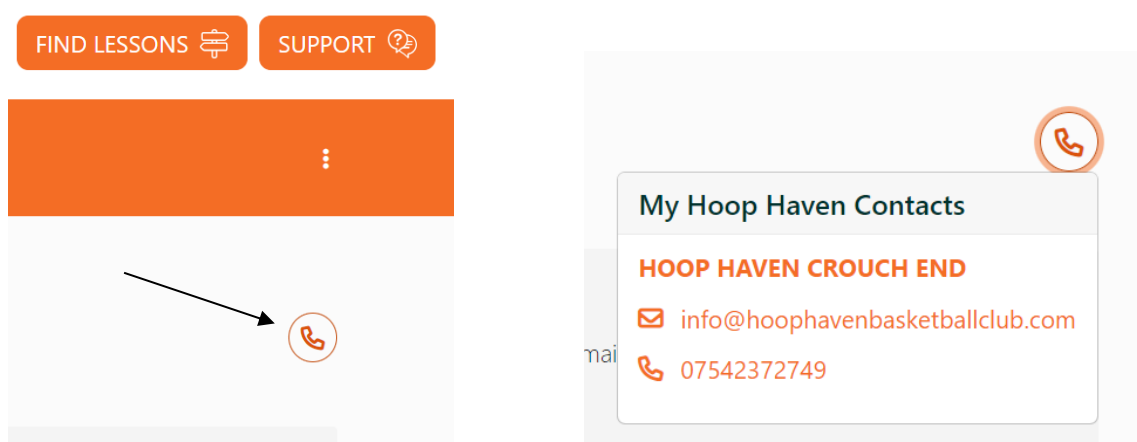 FIND LESSONS
SUPPORT
My Hoop Haven Contacts
HOOP HAVEN CROUCH END
info@hoophavenbasketballclub.com
mai
07542372749